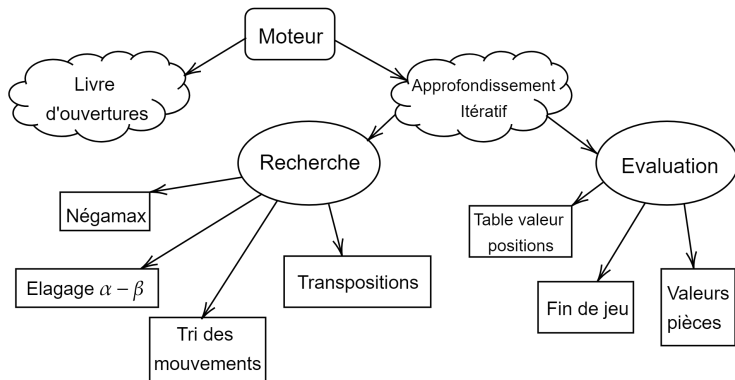 Moteur
Livre
d'ouvertures
Approfondissement
Itératif
Recherche
Evaluation
Négamax
Table valeur
positions
Elagage α – β
Transpositions
Fin de jeu
Valeurs
pièces
Tri des
mouvements